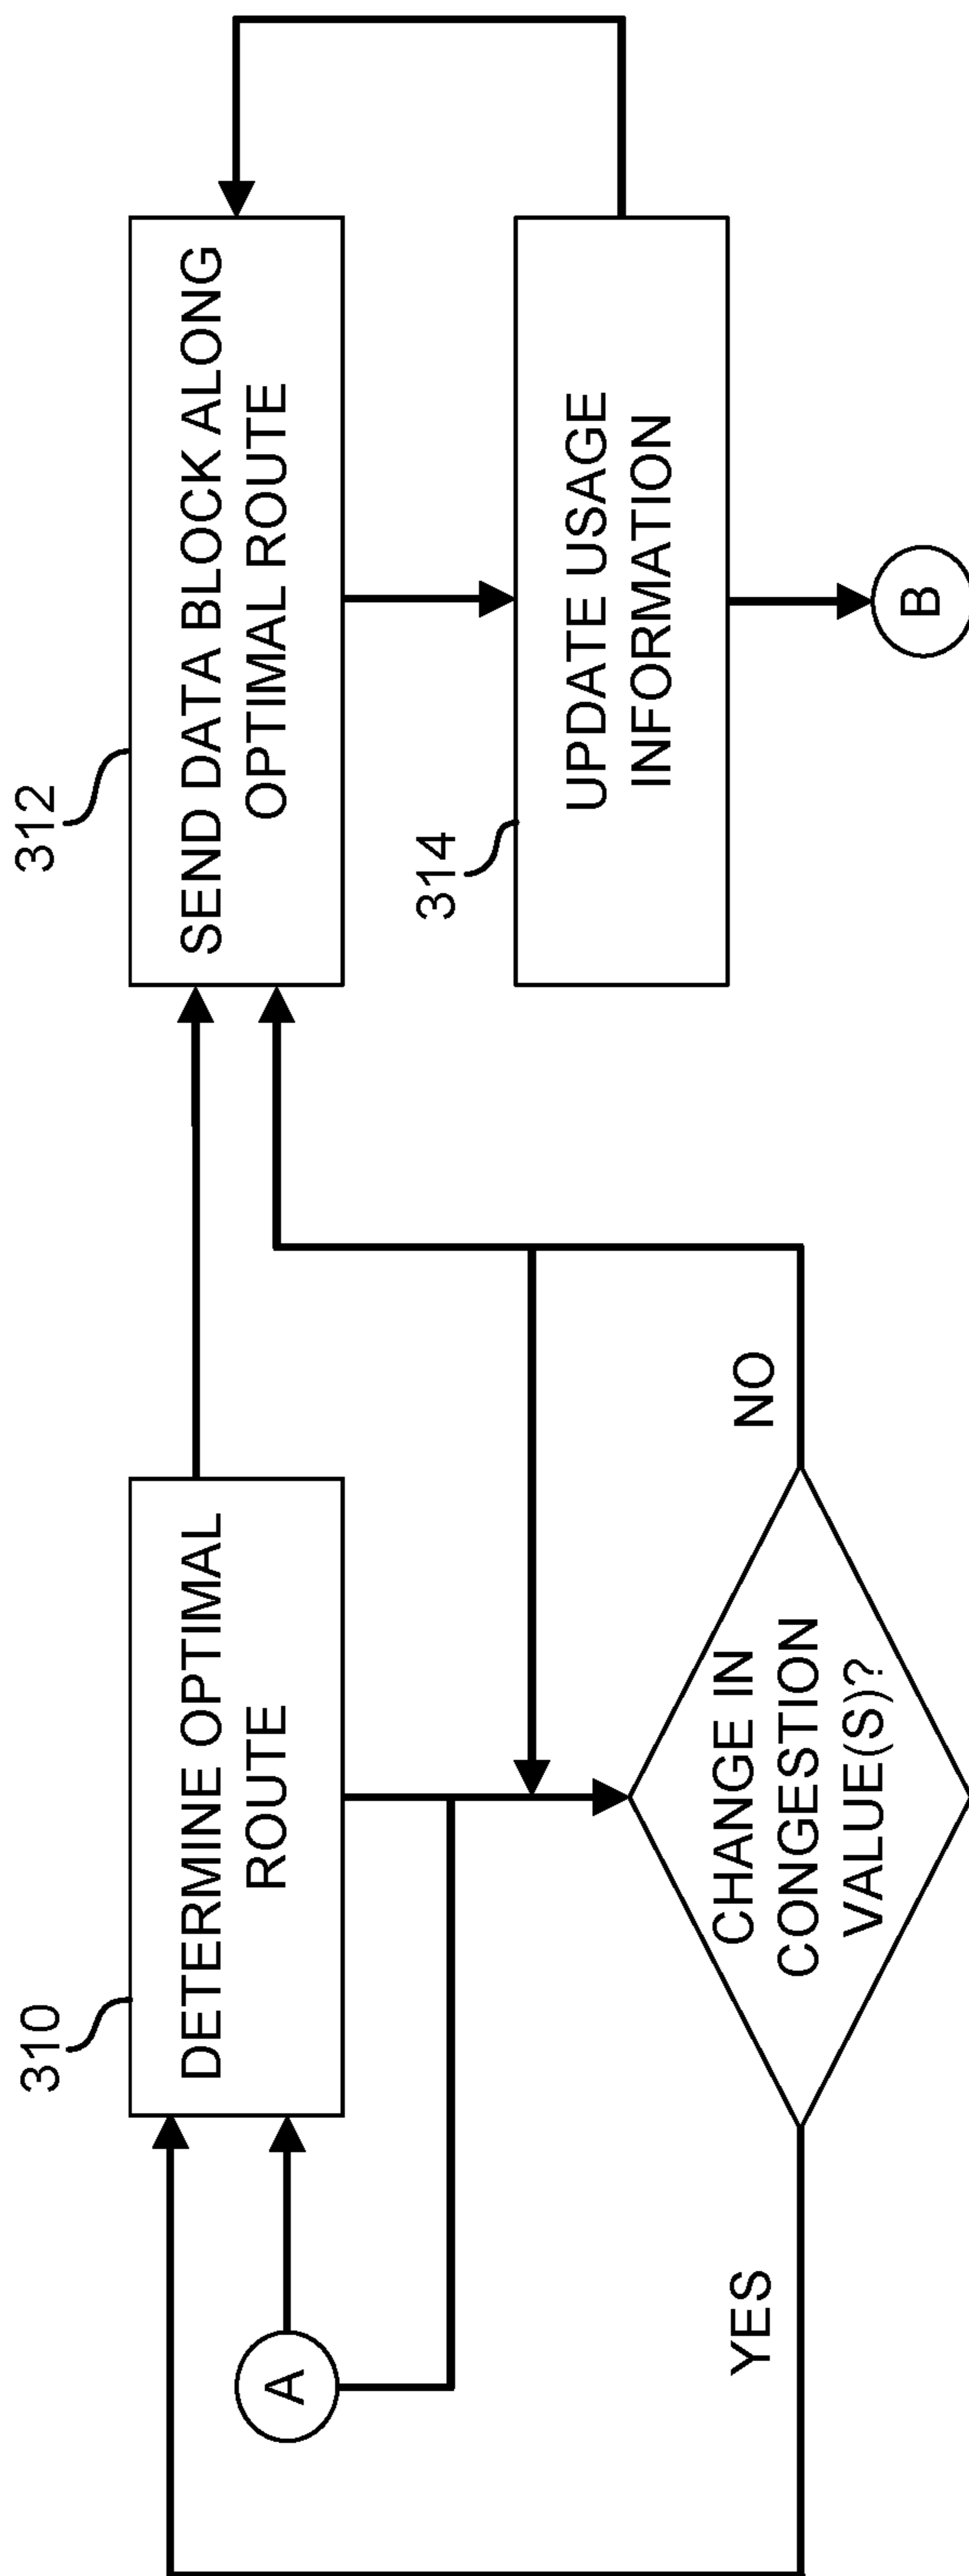 310
DETERMINE OPTIMAL
ROUTE
312
SEND DATA BLOCK ALONG
OPTIMAL ROUTE
A
314
UPDATE USAGE
INFORMATION
YES
CHANGE IN
CONGESTION
VALUE(S)?
NO
B